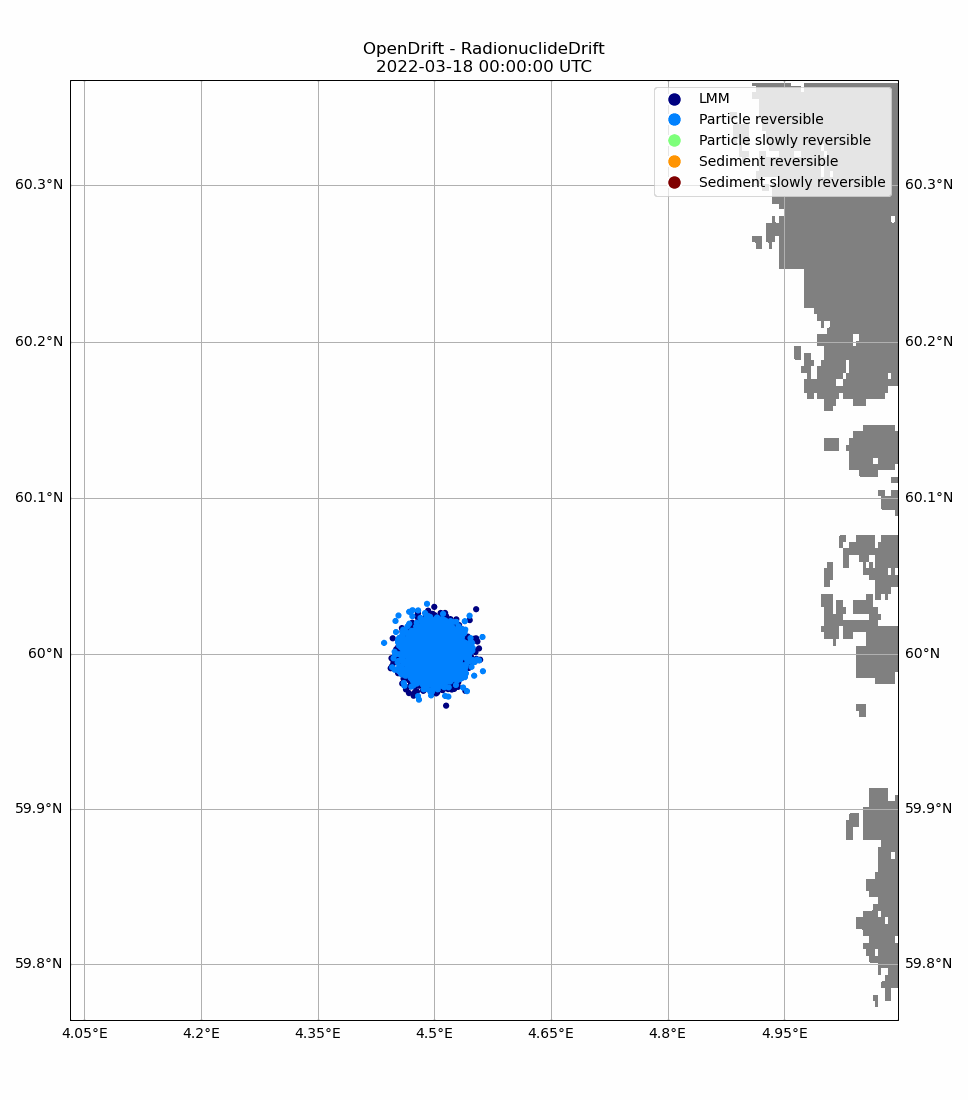 OpenDrift - RadionuclideDrift
2022-03-18 00:00:00 UTC
LMM
Particle reversible
Particle slowly reversible
Sediment reversible
Sediment slowly reversible
60.3°N 60.3°N
60.2°N 60.2°N
60.1°N 60.1°N
60°N 60°N
59.9°N 59.9°N
59.8°N 59.8°N
4.05°E 4.2°E 4.35°E 4.5°E 4.65°E 4.8°E 4.95°E